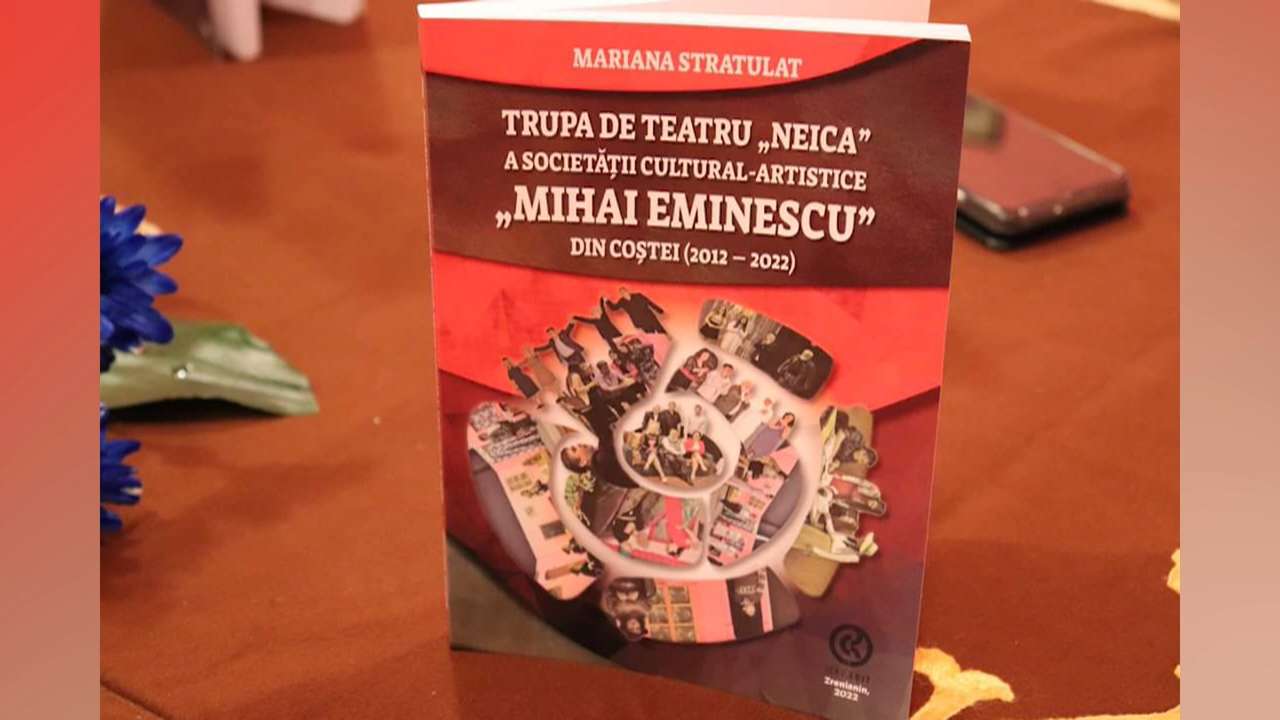 MARIANA STRATULAT
TRUPA DE TEATRU „NEICA”
A SOCIETĂȚII CULTURAL-ARTISTICE
„MIHAI EMINESCU”
DIN COȘTEI (2012 – 2022)
Zrenianin,
2022